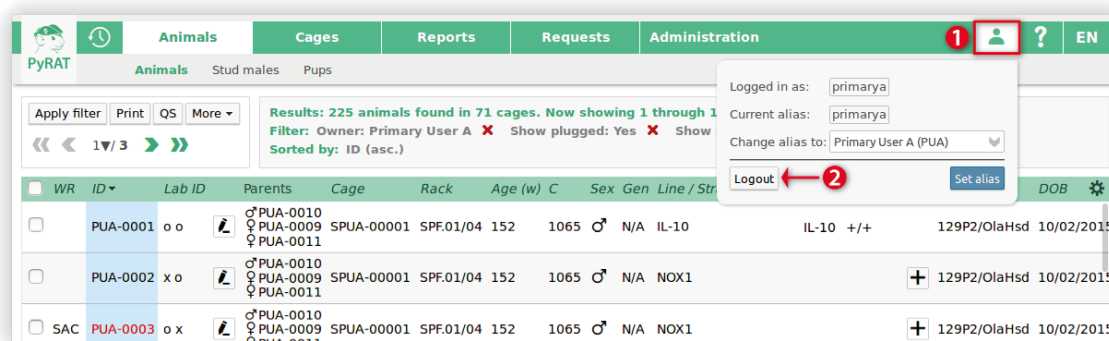 PyRAT
Animals Cages Reports Requests Administration 1 ? EN
Animals Stud males Pups
Apply filter Print QS More
1 / 3
Results: 225 animals found in 71 cages. Now showing 1 through 1
Filter: Owner: Primary User A ✘ Show plugged: Yes ✘ Show
Sorted by: ID (asc.)
Logged in as: primarya
Current alias: primarya
Change alias to: Primary User A (PUA)
Logout 2 Set alias
WR ID Lab ID Parents Cage Rack Age (w) C Sex Gen Line / Str DOB
♂PUA-0010
PUA-0001 o o ♀PUA-0009 SPUA-00001 SPF.01/04 152 1065 ♂ N/A IL-10 IL-10 +/+ 129P2/OlaHsd 10/02/2015
♀PUA-0011
♂PUA-0010
PUA-0002 x o ♀PUA-0009 SPUA-00001 SPF.01/04 152 1065 ♂ N/A NOX1 + 129P2/OlaHsd 10/02/2015
♀PUA-0011
♂PUA-0010
SAC PUA-0003 o x ♀PUA-0009 SPUA-00001 SPF.01/04 152 1065 ♂ N/A NOX1 + 129P2/OlaHsd 10/02/2015
♀PUA-0011